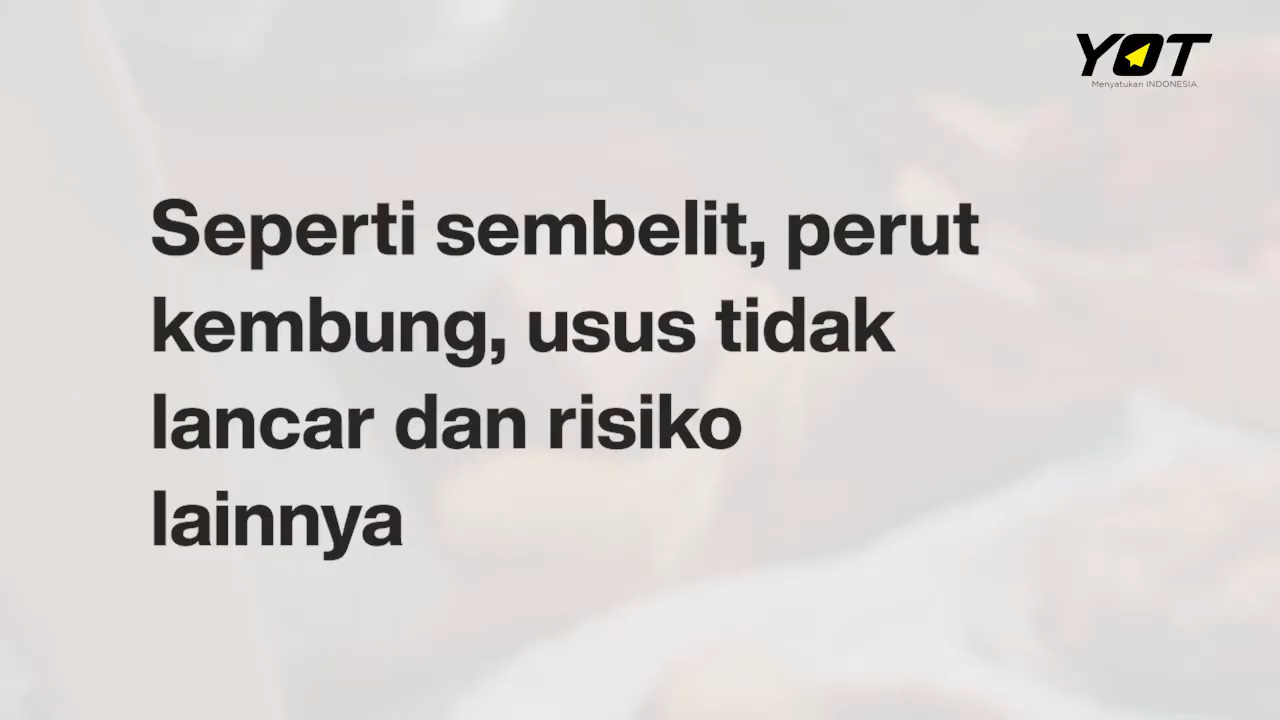 YOT
Menyatukan INDONESIA
Seperti sembelit, perut
kembung, usus tidak
lancar dan risiko
lainnya